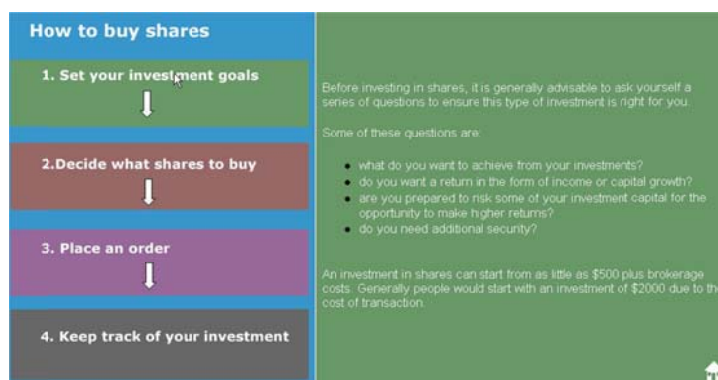 How to buy shares
1. Set your investment goals
2.Decide what shares to buy
3. Place an order
4. Keep track of your investment
Before investing in shares, it is generally advisable to ask yourself a
series of questions to ensure this type of investment is right for you.
Some of these questions are:
what do you want to achieve from your investments?
do you want a return in the form of income or capital growth?
are you prepared to risk some of your investment capital for the
opportunity to make higher returns?
do you need additional security?
An investment in shares can start from as little as $500 plus brokerage
costs. Generally people would start with an investment of $2000 due to the
cost of transaction.